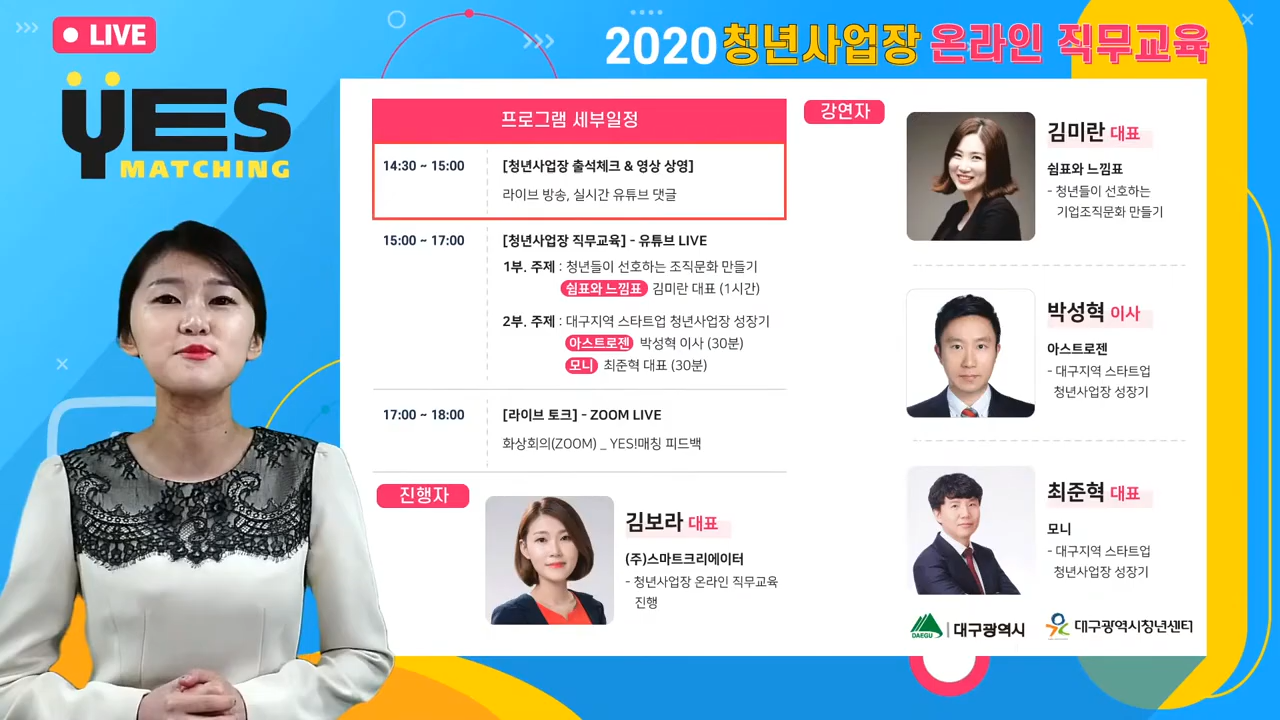 LIVE
2020 청년사업장 온라인 직무교육
YES
MATCHING
프로그램 세부일정
14:30 ~ 15:00
[청년사업장 출석체크 & 영상 상영]
라이브 방송, 실시간 유튜브 댓글
15:00 ~ 17:00
[청년사업장 직무교육] - 유튜브 LIVE
1부. 주제 : 청년들이 선호하는 조직문화 만들기
쉼표와 느낌표 김미란 대표 (1시간)
2부. 주제 : 대구지역 스타트업 청년사업장 성장기
아스트로젠 박성혁 이사 (30분)
모니 최준혁 대표 (30분)
17:00 ~ 18:00
[라이브 토크] - ZOOM LIVE
화상회의(ZOOM) _ YES!매칭 피드백
진행자
김보라 대표
(주)스마트크리에이터
- 청년사업장 온라인 직무교육
진행
강연자
김미란 대표
쉼표와 느낌표
- 청년들이 선호하는
기업조직문화 만들기
박성혁 이사
아스트로젠
- 대구지역 스타트업
청년사업장 성장기
최준혁 대표
모니
- 대구지역 스타트업
청년사업장 성장기
DAEGU
대구광역시
대구광역시청년센터